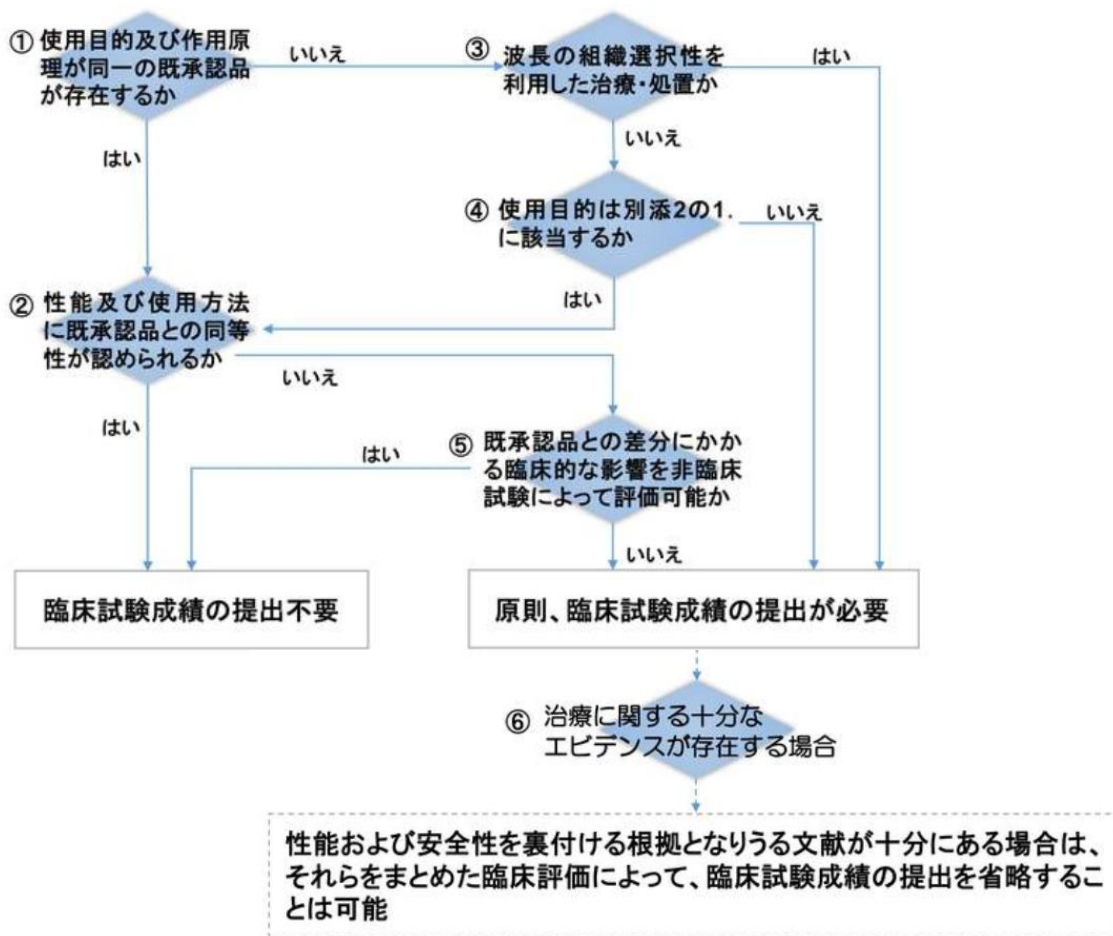 ① 使用目的及び作用原
理が同一の既承認品
が存在するか
いいえ
③ 波長の組織選択性を
利用した治療・処置か
はい
はい
いいえ
④ 使用目的は別添2の1.
に該当するか
いいえ
はい
② 性能及び使用方法
に既承認品との同等
性が認められるか
いいえ
はい
⑤ 既承認品との差分にかか
る臨床的な影響を非臨床
試験によって評価可能か
はい
いいえ
臨床試験成績の提出不要
原則、臨床試験成績の提出が必要
⑥ 治療に関する十分な
エビデンスが存在する場合
性能および安全性を裏付ける根拠となりうる文献が十分にある場合は、
それらをまとめた臨床評価によって、臨床試験成績の提出を省略するこ
とは可能